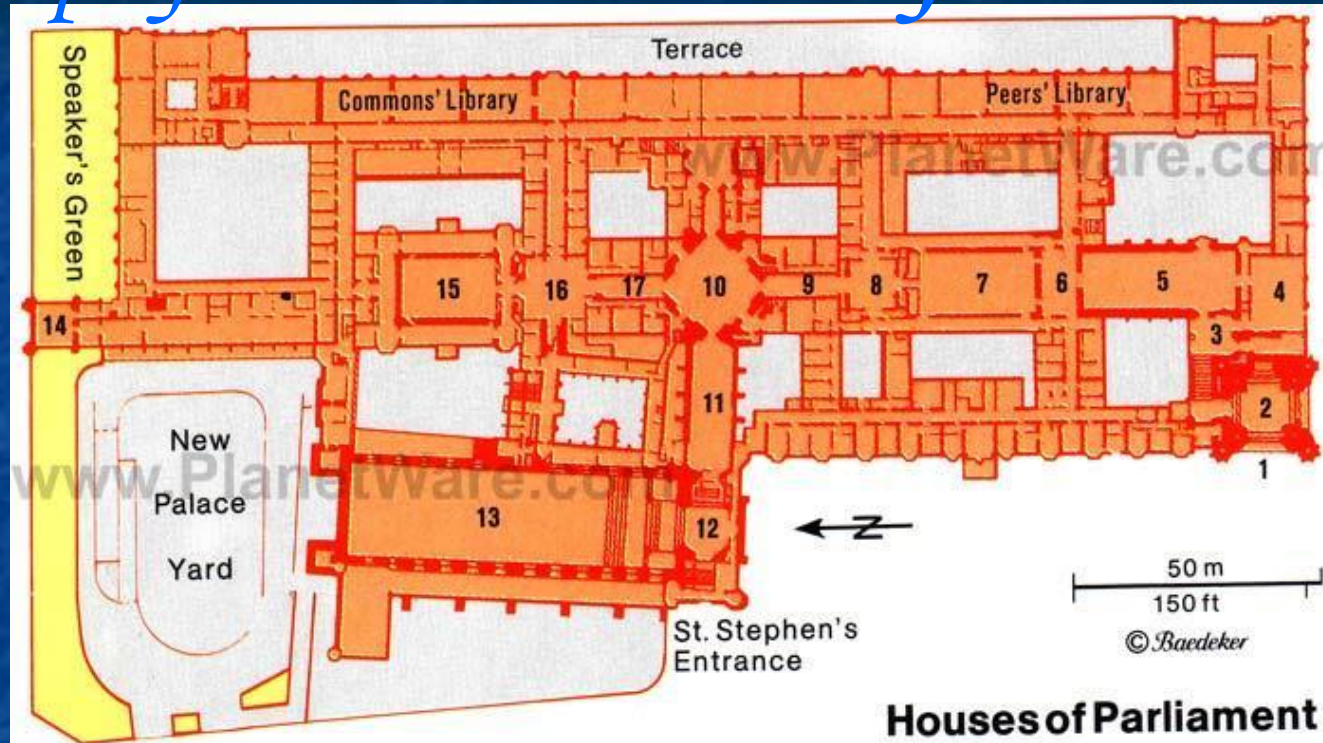 Terrace
Speaker's Green
Commons' Library
Peers' Library
www.PlanetWare.com
15
16
17
10
9
8
7
6
5
4
14
3
11
2
New
Palace
Yard
1
www.PlanetWare.com
13
12
N
50 m
150 ft
St. Stephen's
Entrance
© Baedeker
Houses of Parliament